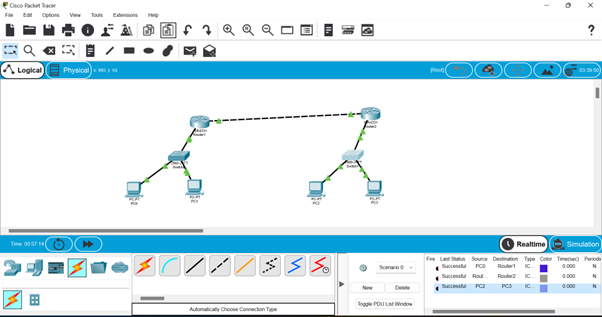 Cisco Packet Tracer
File Edit Options View Tools Extensions Help
?
Logical Physical x: 995, y: 64 [Root] 03:39:00
Router1
Router2
Switch
PC-PT
PC0
PC-PT
PC1
PC-PT
PC2
PC-PT
PC3
Time: 00:07:14 Realtime Simulation
Scenario 0
New Delete
Toggle PDU List Window
Automatically Choose Connection Type
Fire Last Status Source Destination Type Color Time(sec) Periodic N
Successful PC0 Router1 IC... 0.000 N
Successful Rout... Router2 IC... 0.000 N
Successful PC2 PC3 IC... 0.000 N